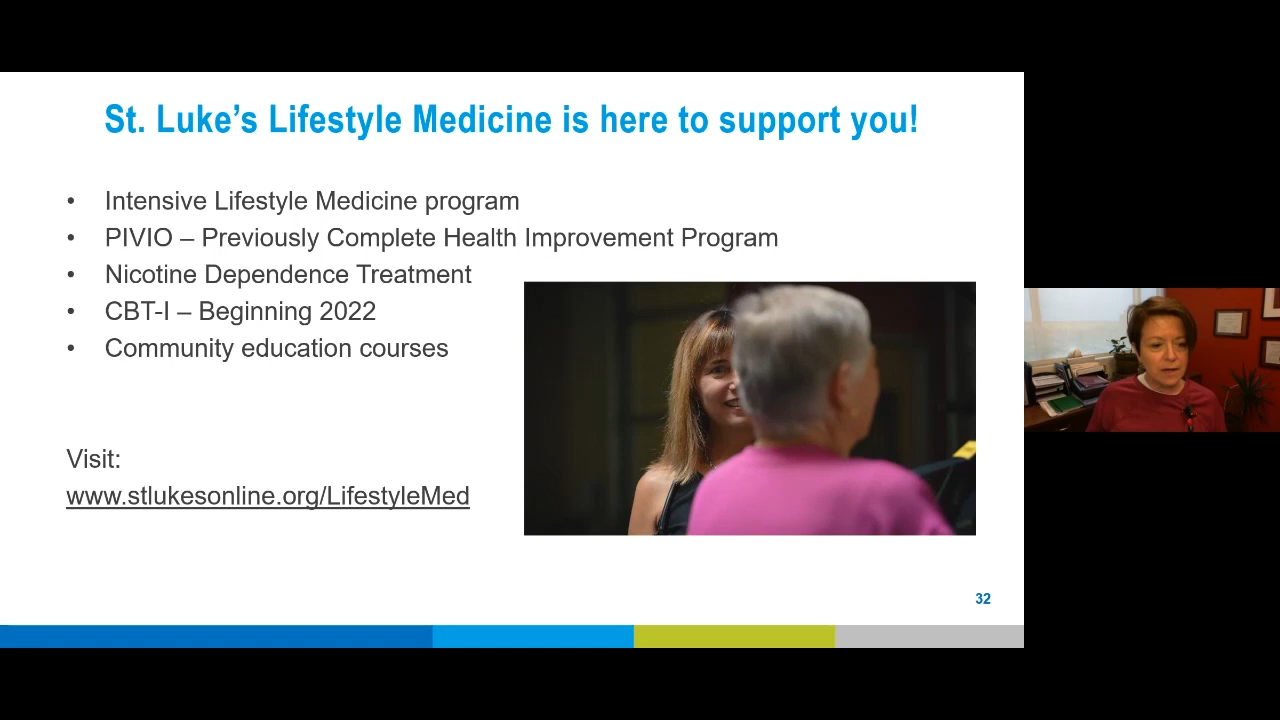 St. Luke’s Lifestyle Medicine is here to support you!
• Intensive Lifestyle Medicine program
• PIVIO – Previously Complete Health Improvement Program
• Nicotine Dependence Treatment
• CBT-I – Beginning 2022
• Community education courses
Visit:
www.stlukesonline.org/LifestyleMed
32